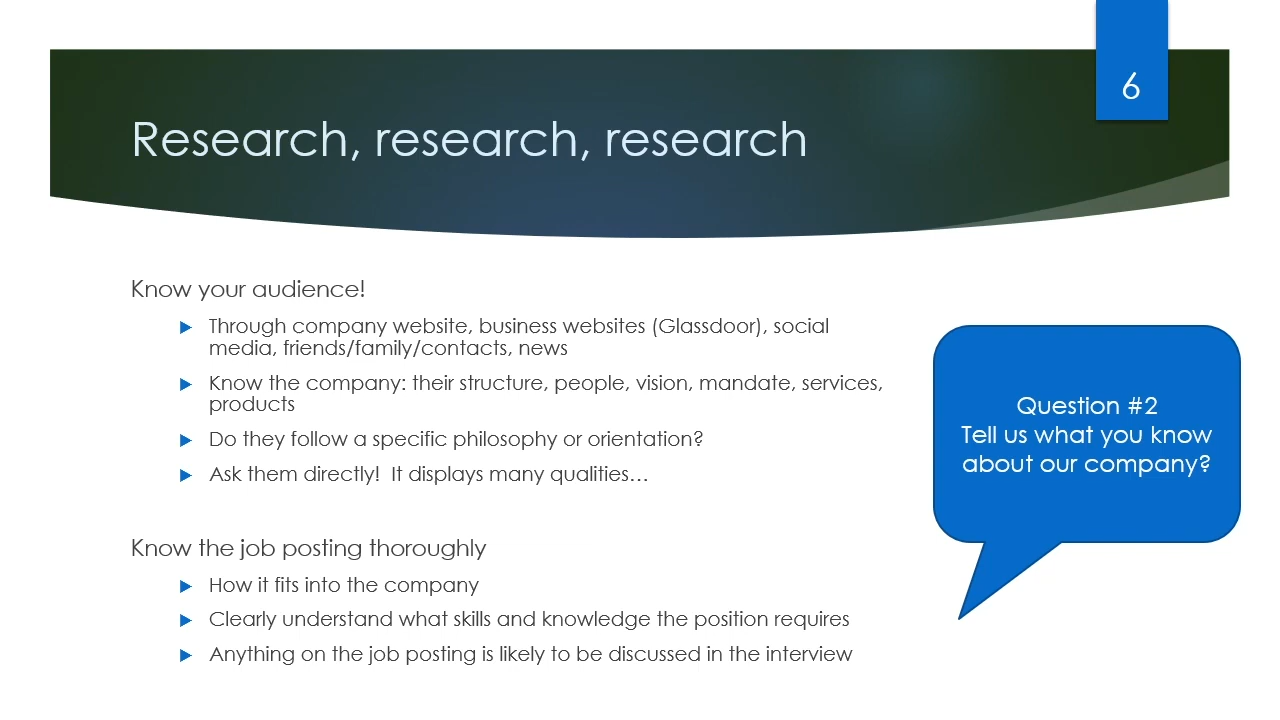 6
Research, research, research
Know your audience!
Through company website, business websites (Glassdoor), social
media, friends/family/contacts, news
Know the company: their structure, people, vision, mandate, services,
products
Do they follow a specific philosophy or orientation?
Ask them directly!  It displays many qualities…
Know the job posting thoroughly
How it fits into the company
Clearly understand what skills and knowledge the position requires
Anything on the job posting is likely to be discussed in the interview
Question #2
Tell us what you know
about our company?